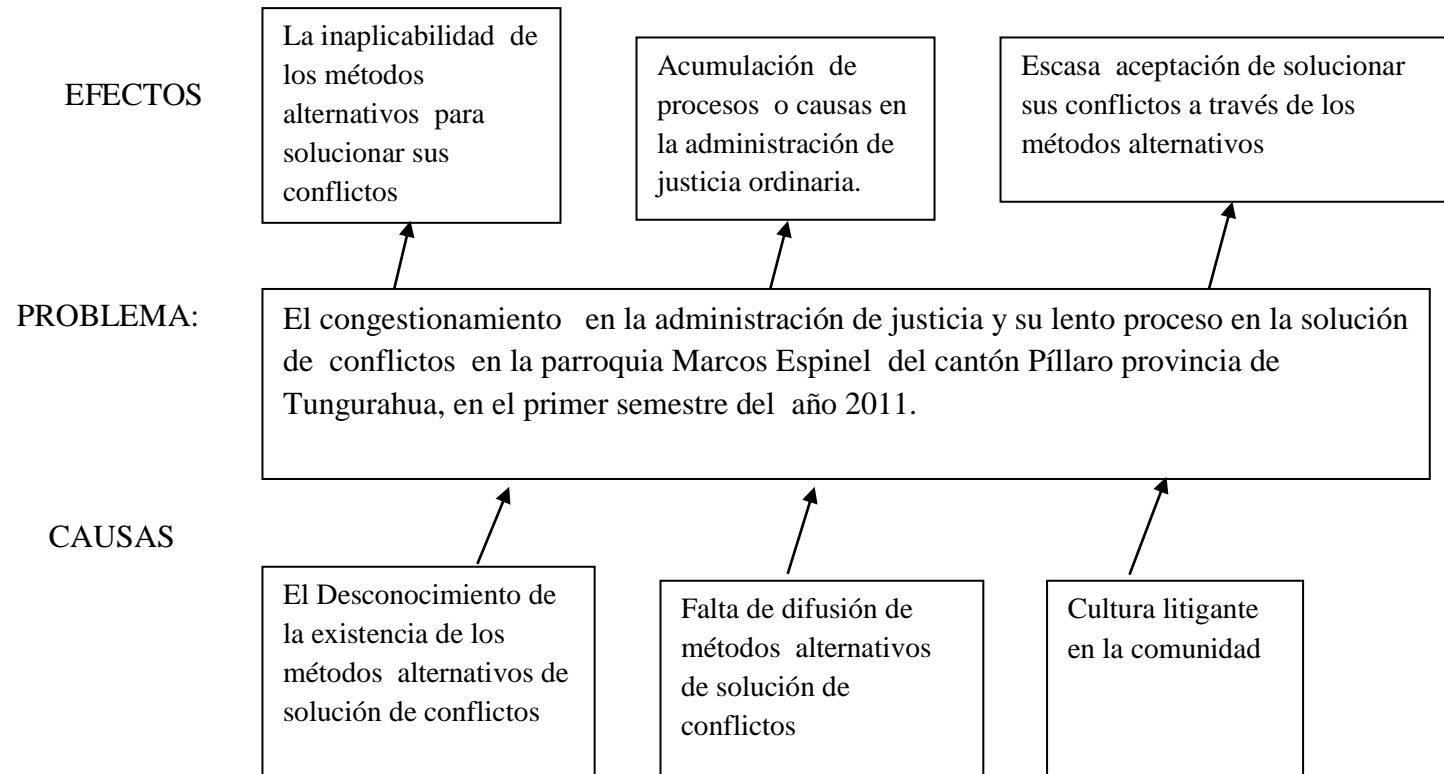 EFECTOS
La inaplicabilidad de
los métodos
alternativos para
solucionar sus
conflictos
Acumulación de
procesos o causas en
la administración de
justicia ordinaria.
Escasa aceptación de solucionar
sus conflictos a través de los
métodos alternativos
PROBLEMA:
El congestionamiento en la administración de justicia y su lento proceso en la solución
de conflictos en la parroquia Marcos Espinel del cantón Píllaro provincia de
Tungurahua, en el primer semestre del año 2011.
CAUSAS
El Desconocimiento de
la existencia de los
métodos alternativos de
solución de conflictos
Falta de difusión de
métodos alternativos
de solución de
conflictos
Cultura litigante
en la comunidad